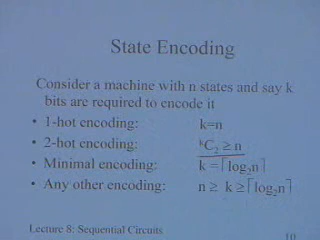 State Encoding
Consider a machine with n states and say k
bits are required to encode it
• 1-hot encoding: k=n
• 2-hot encoding: ᵏC₂ ≥ n
• Minimal encoding: k = ⌈log₂n⌉
• Any other encoding: n ≥ k ≥ ⌈log₂n⌉
Lecture 8: Sequential Circuits
10